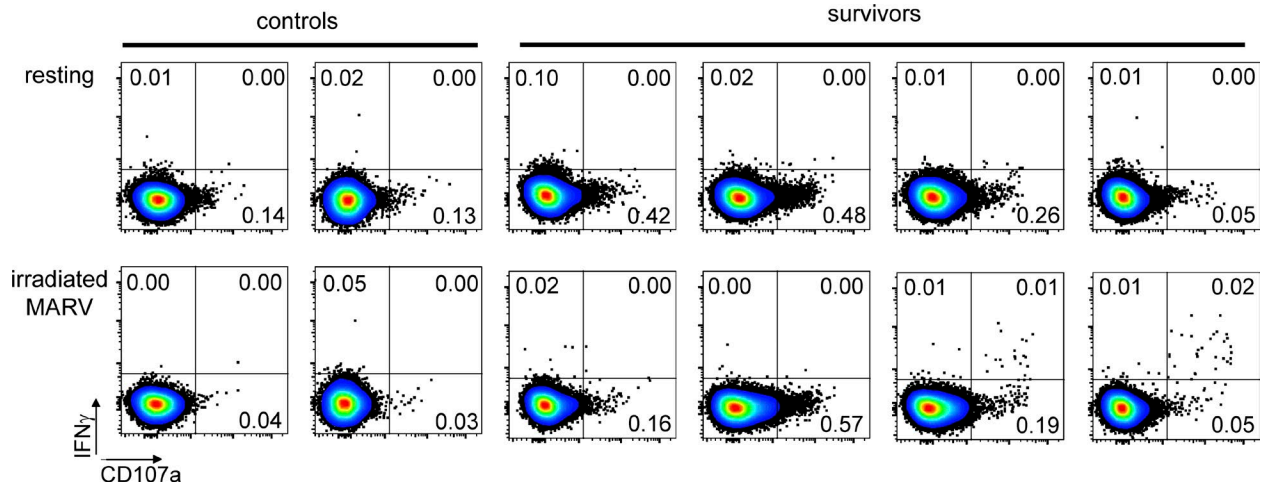 controls
survivors
resting
0.01 0.00 0.02 0.00 0.10 0.00 0.02 0.00 0.01 0.00 0.01 0.00
0.14 0.13 0.42 0.48 0.26 0.05
irradiated
MARV
0.00 0.00 0.05 0.00 0.02 0.00 0.00 0.00 0.01 0.01 0.01 0.02
0.04 0.03 0.16 0.57 0.19 0.05
IFNγ
CD107a